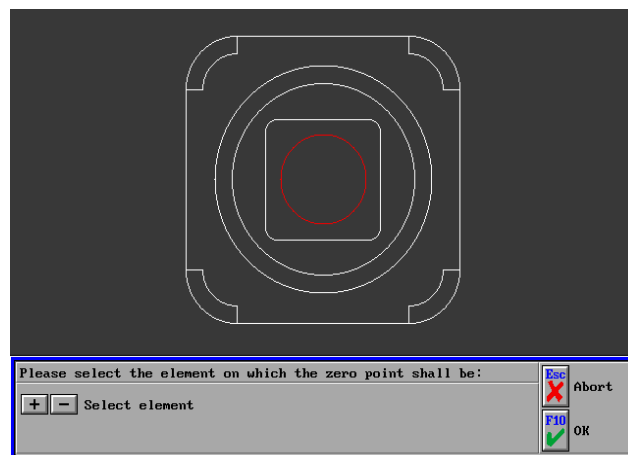 Please select the element on which the zero point shall be:
+ - Select element
Esc
Abort
F10
OK